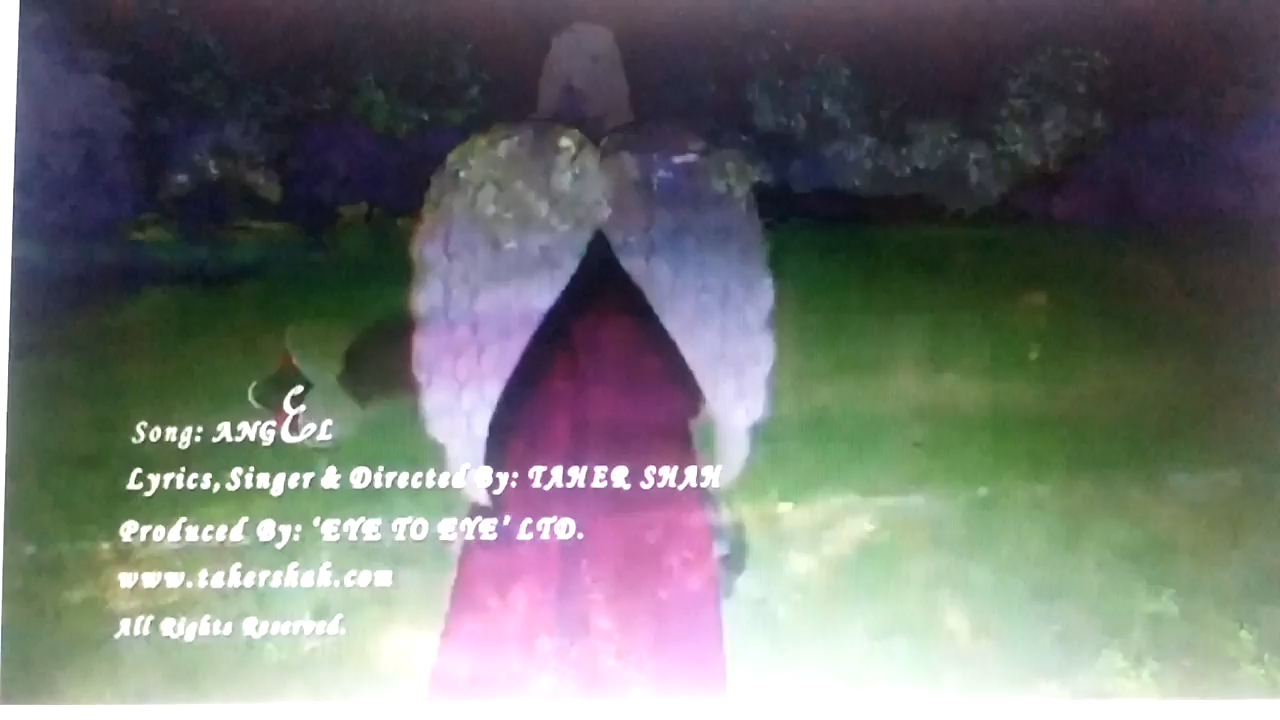 Song: ANGEL
Lyrics, Singer & Directed By: TAHER SHAH
Produced By: ‘EYE TO EYE’ LTD.
www.tahershah.com
All Rights Reserved.